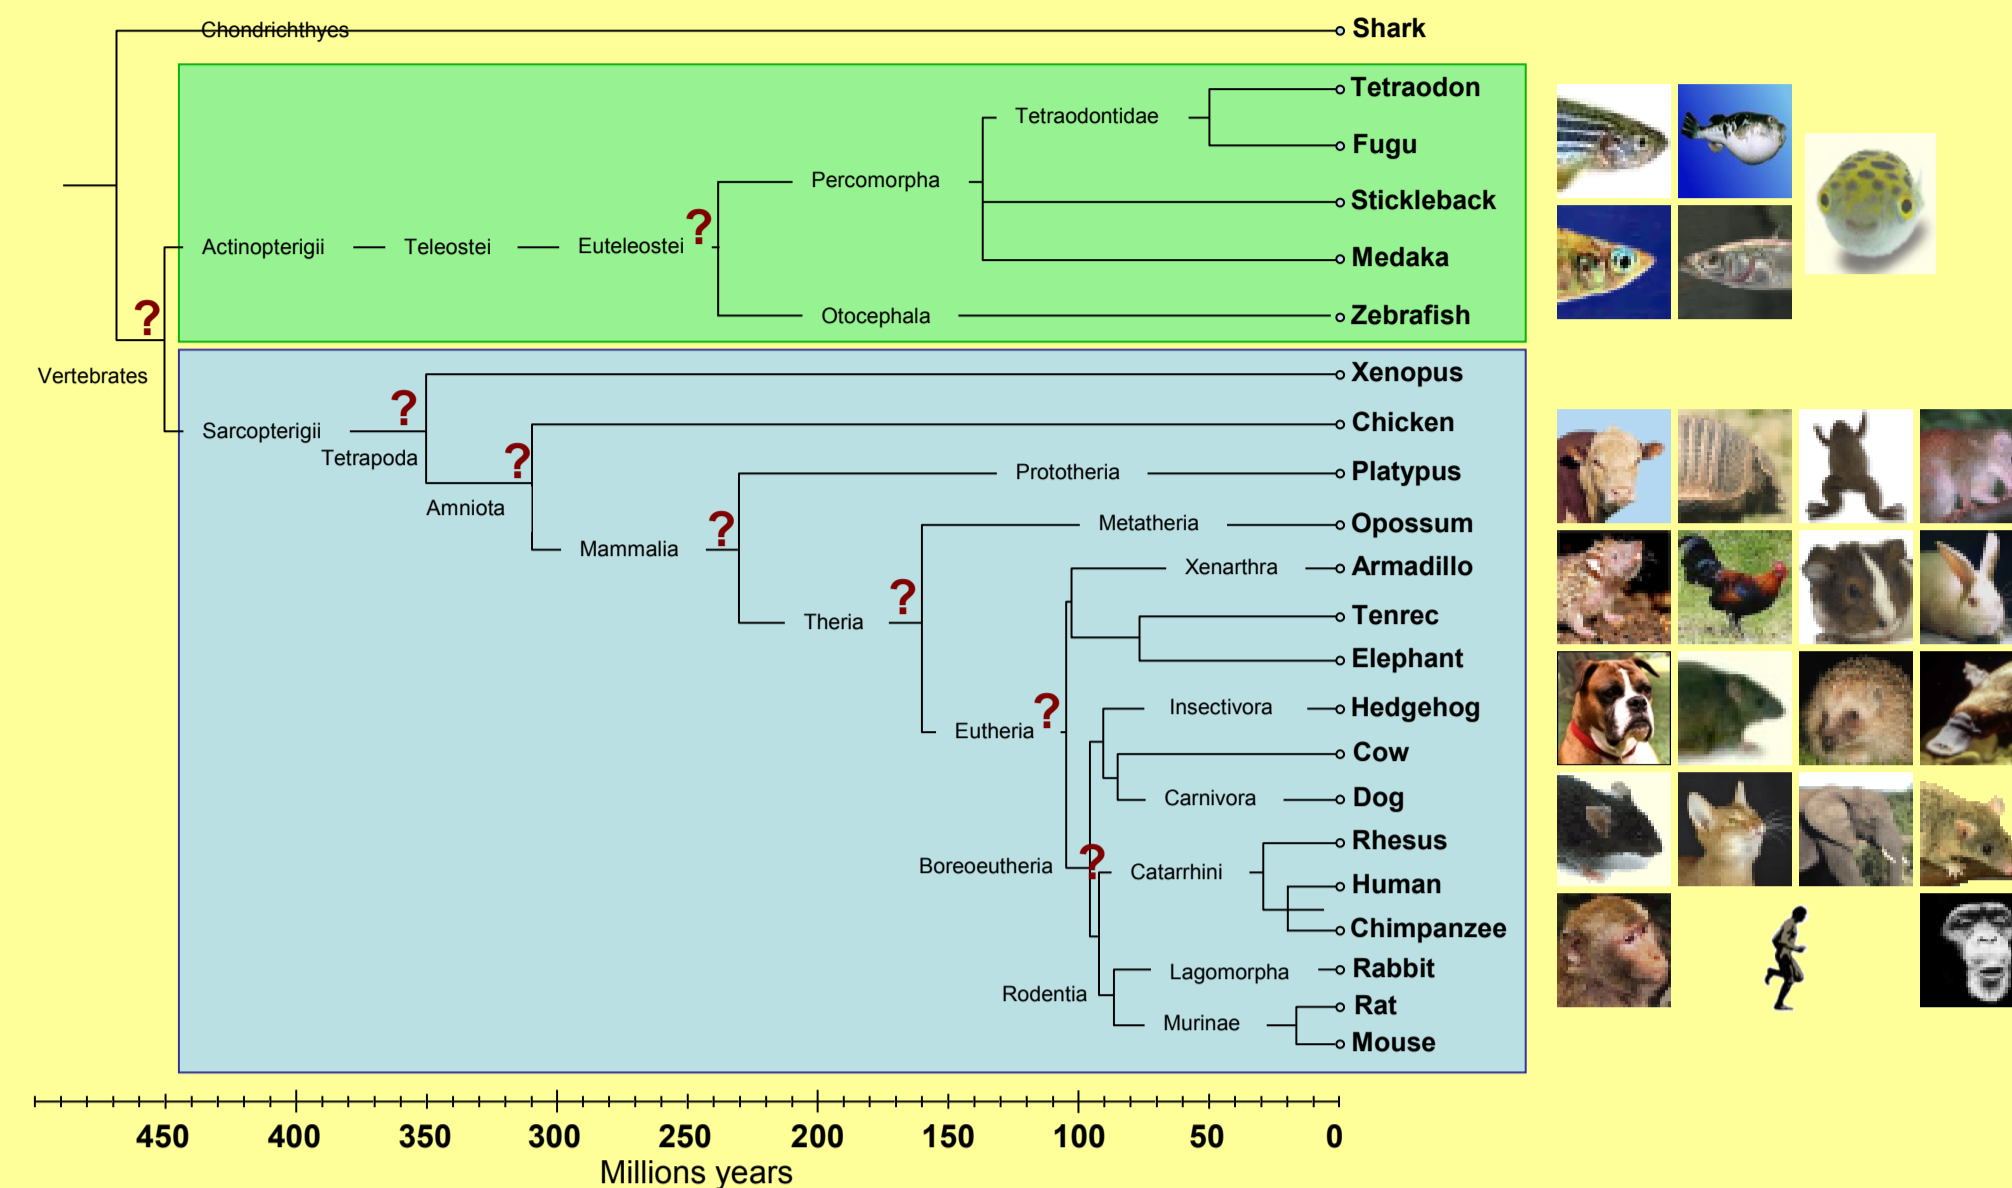 Chondrichthyes
Shark
Tetraodon
Tetraodontidae
Fugu
Percomorpha
Stickleback
?
Actinopterigii
Teleostei
Euteleostei
Medaka
?
Otocephala
Zebrafish
Vertebrates
Xenopus
?
Chicken
Sarcopterigii
Tetrapoda
?
Prototheria
Platypus
Amniota
?
Mammalia
Metatheria
Opossum
Xenarthra
Armadillo
?
Theria
Tenrec
Elephant
?
Eutheria
Insectivora
Hedgehog
Cow
Carnivora
Dog
Rhesus
Boreoeutheria
?
Catarrhini
Human
Chimpanzee
Lagomorpha
Rabbit
Rodentia
Rat
Murinae
Mouse
450 400 350 300 250 200 150 100 50 0
Millions years